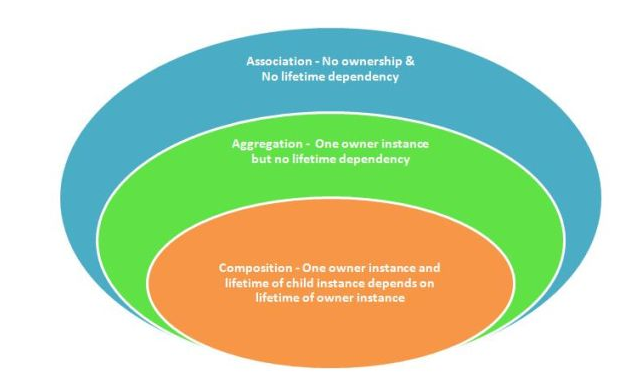 Association - No ownership &
No lifetime dependency
Aggregation - One owner instance
but no lifetime dependency
Composition - One owner instance and
lifetime of child instance depends on
lifetime of owner instance